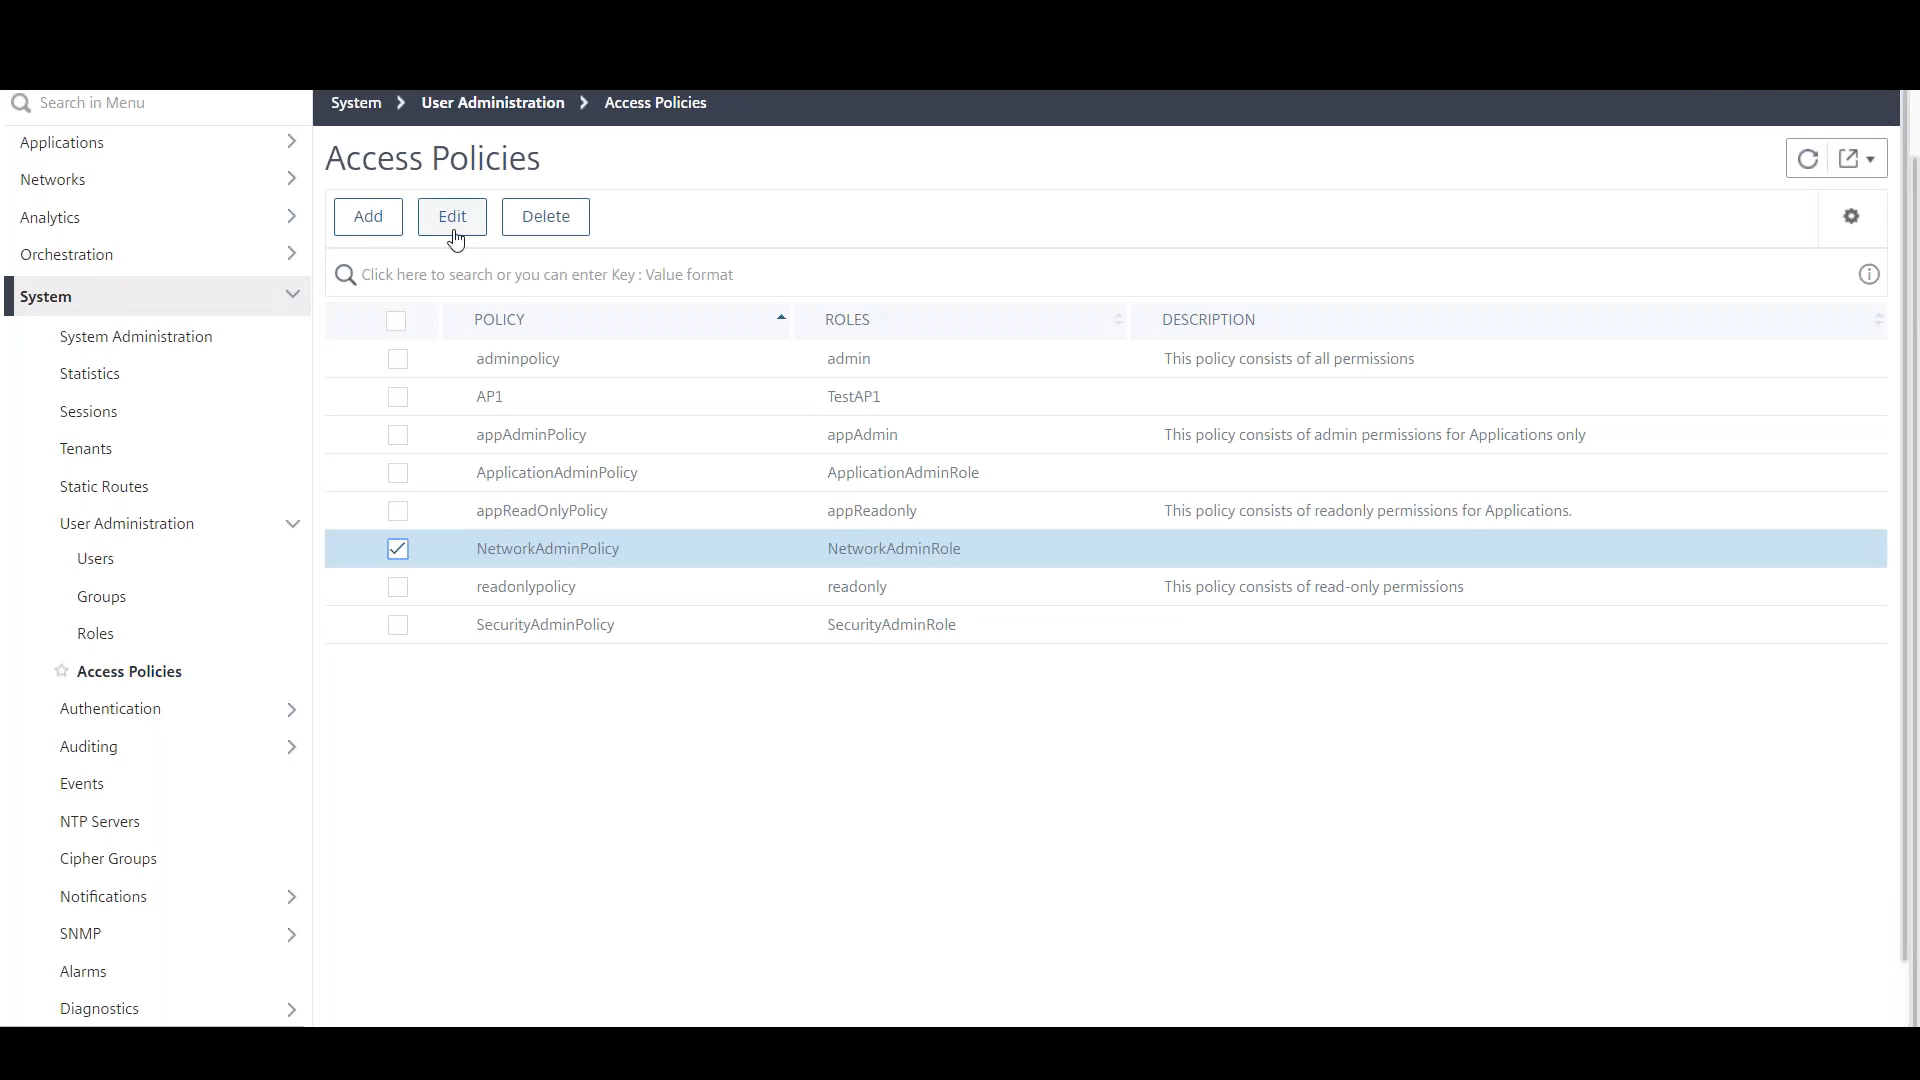 Search in Menu
System > User Administration > Access Policies
Applications
Networks
Analytics
Orchestration
System
System Administration
Statistics
Sessions
Tenants
Static Routes
User Administration
Users
Groups
Roles
Access Policies
Authentication
Auditing
Events
NTP Servers
Cipher Groups
Notifications
SNMP
Alarms
Diagnostics
Access Policies
Add Edit Delete
Click here to search or you can enter Key : Value format
POLICY ROLES DESCRIPTION
adminpolicy admin This policy consists of all permissions
AP1 TestAP1
appAdminPolicy appAdmin This policy consists of admin permissions for Applications only
ApplicationAdminPolicy ApplicationAdminRole
appReadOnlyPolicy appReadonly This policy consists of readonly permissions for Applications.
NetworkAdminPolicy NetworkAdminRole
readonlypolicy readonly This policy consists of read-only permissions
SecurityAdminPolicy SecurityAdminRole